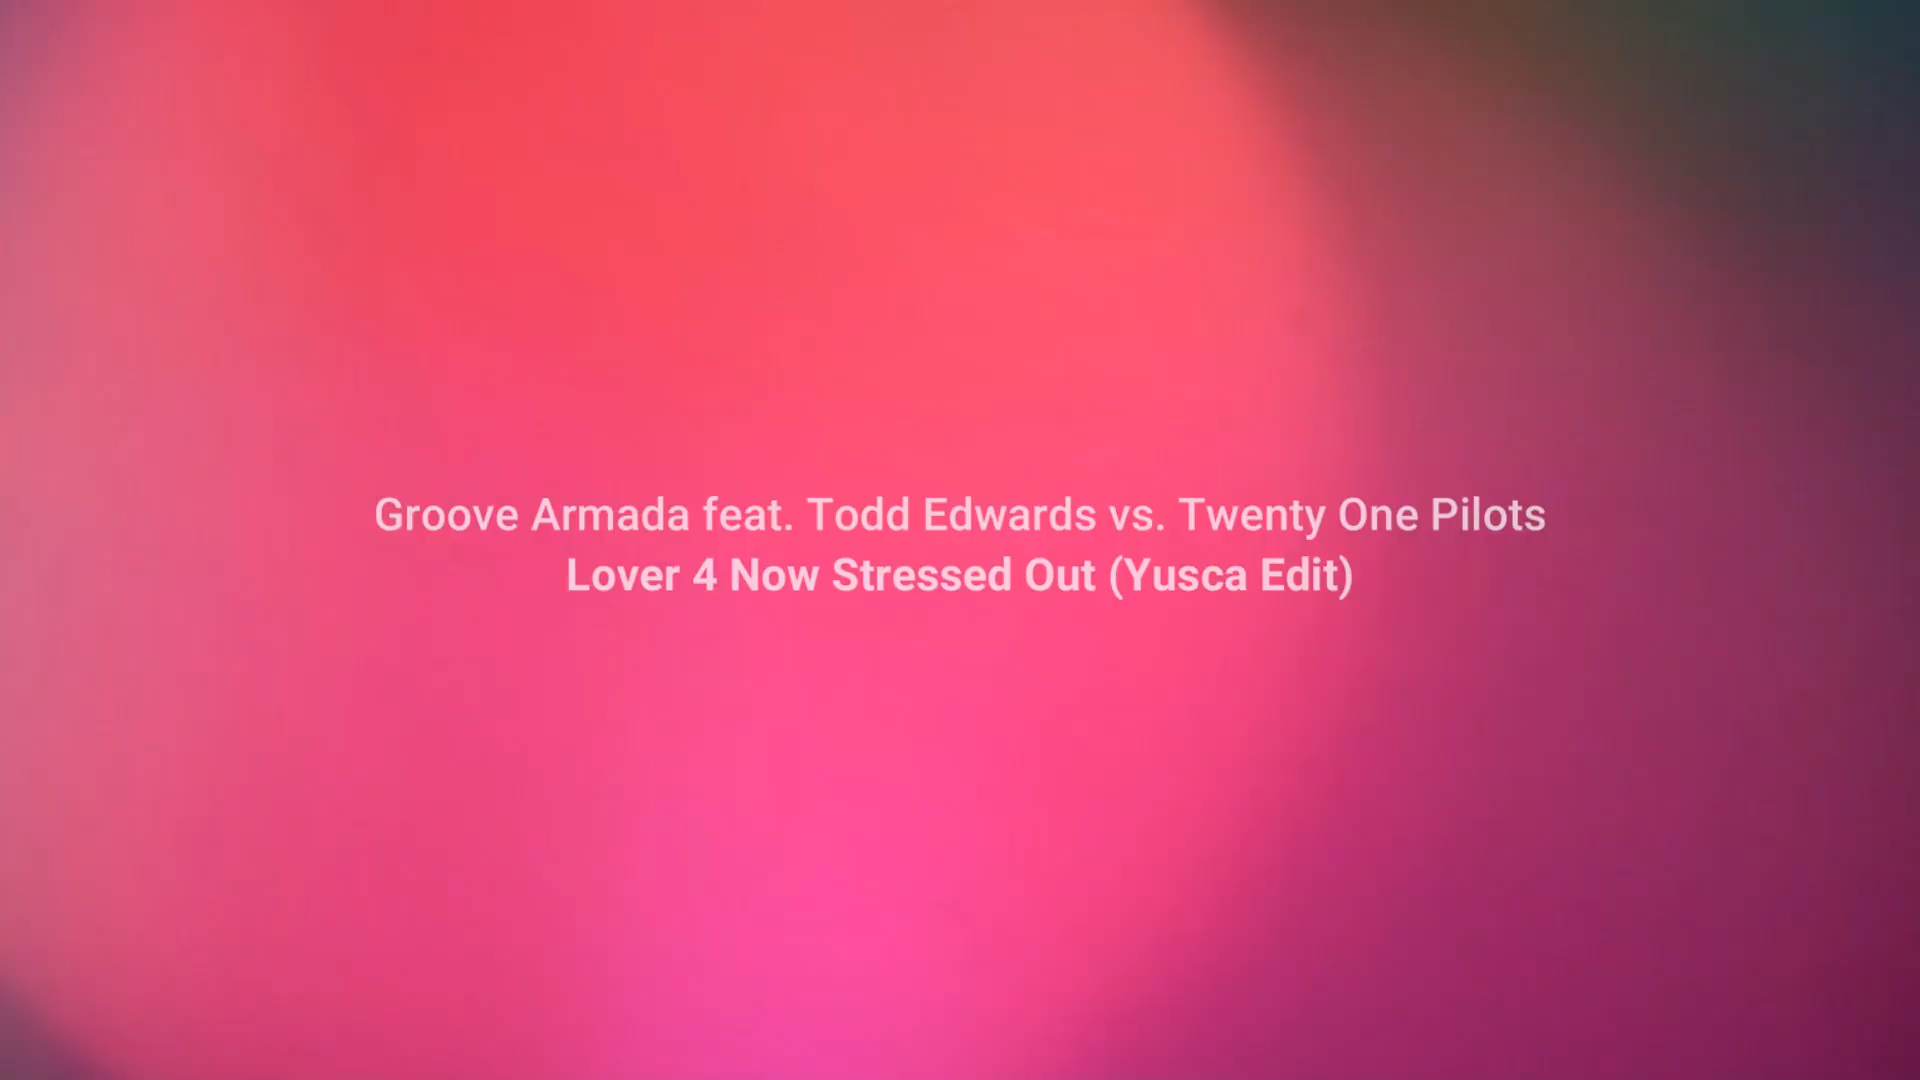 Groove Armada feat. Todd Edwards vs. Twenty One Pilots
Lover 4 Now Stressed Out (Yusca Edit)